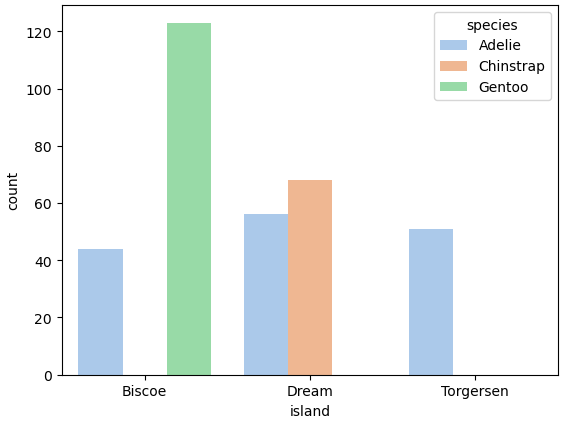 species
Adelie
Chinstrap
Gentoo
count
120
100
80
60
40
20
0
Biscoe
Dream
Torgersen
island